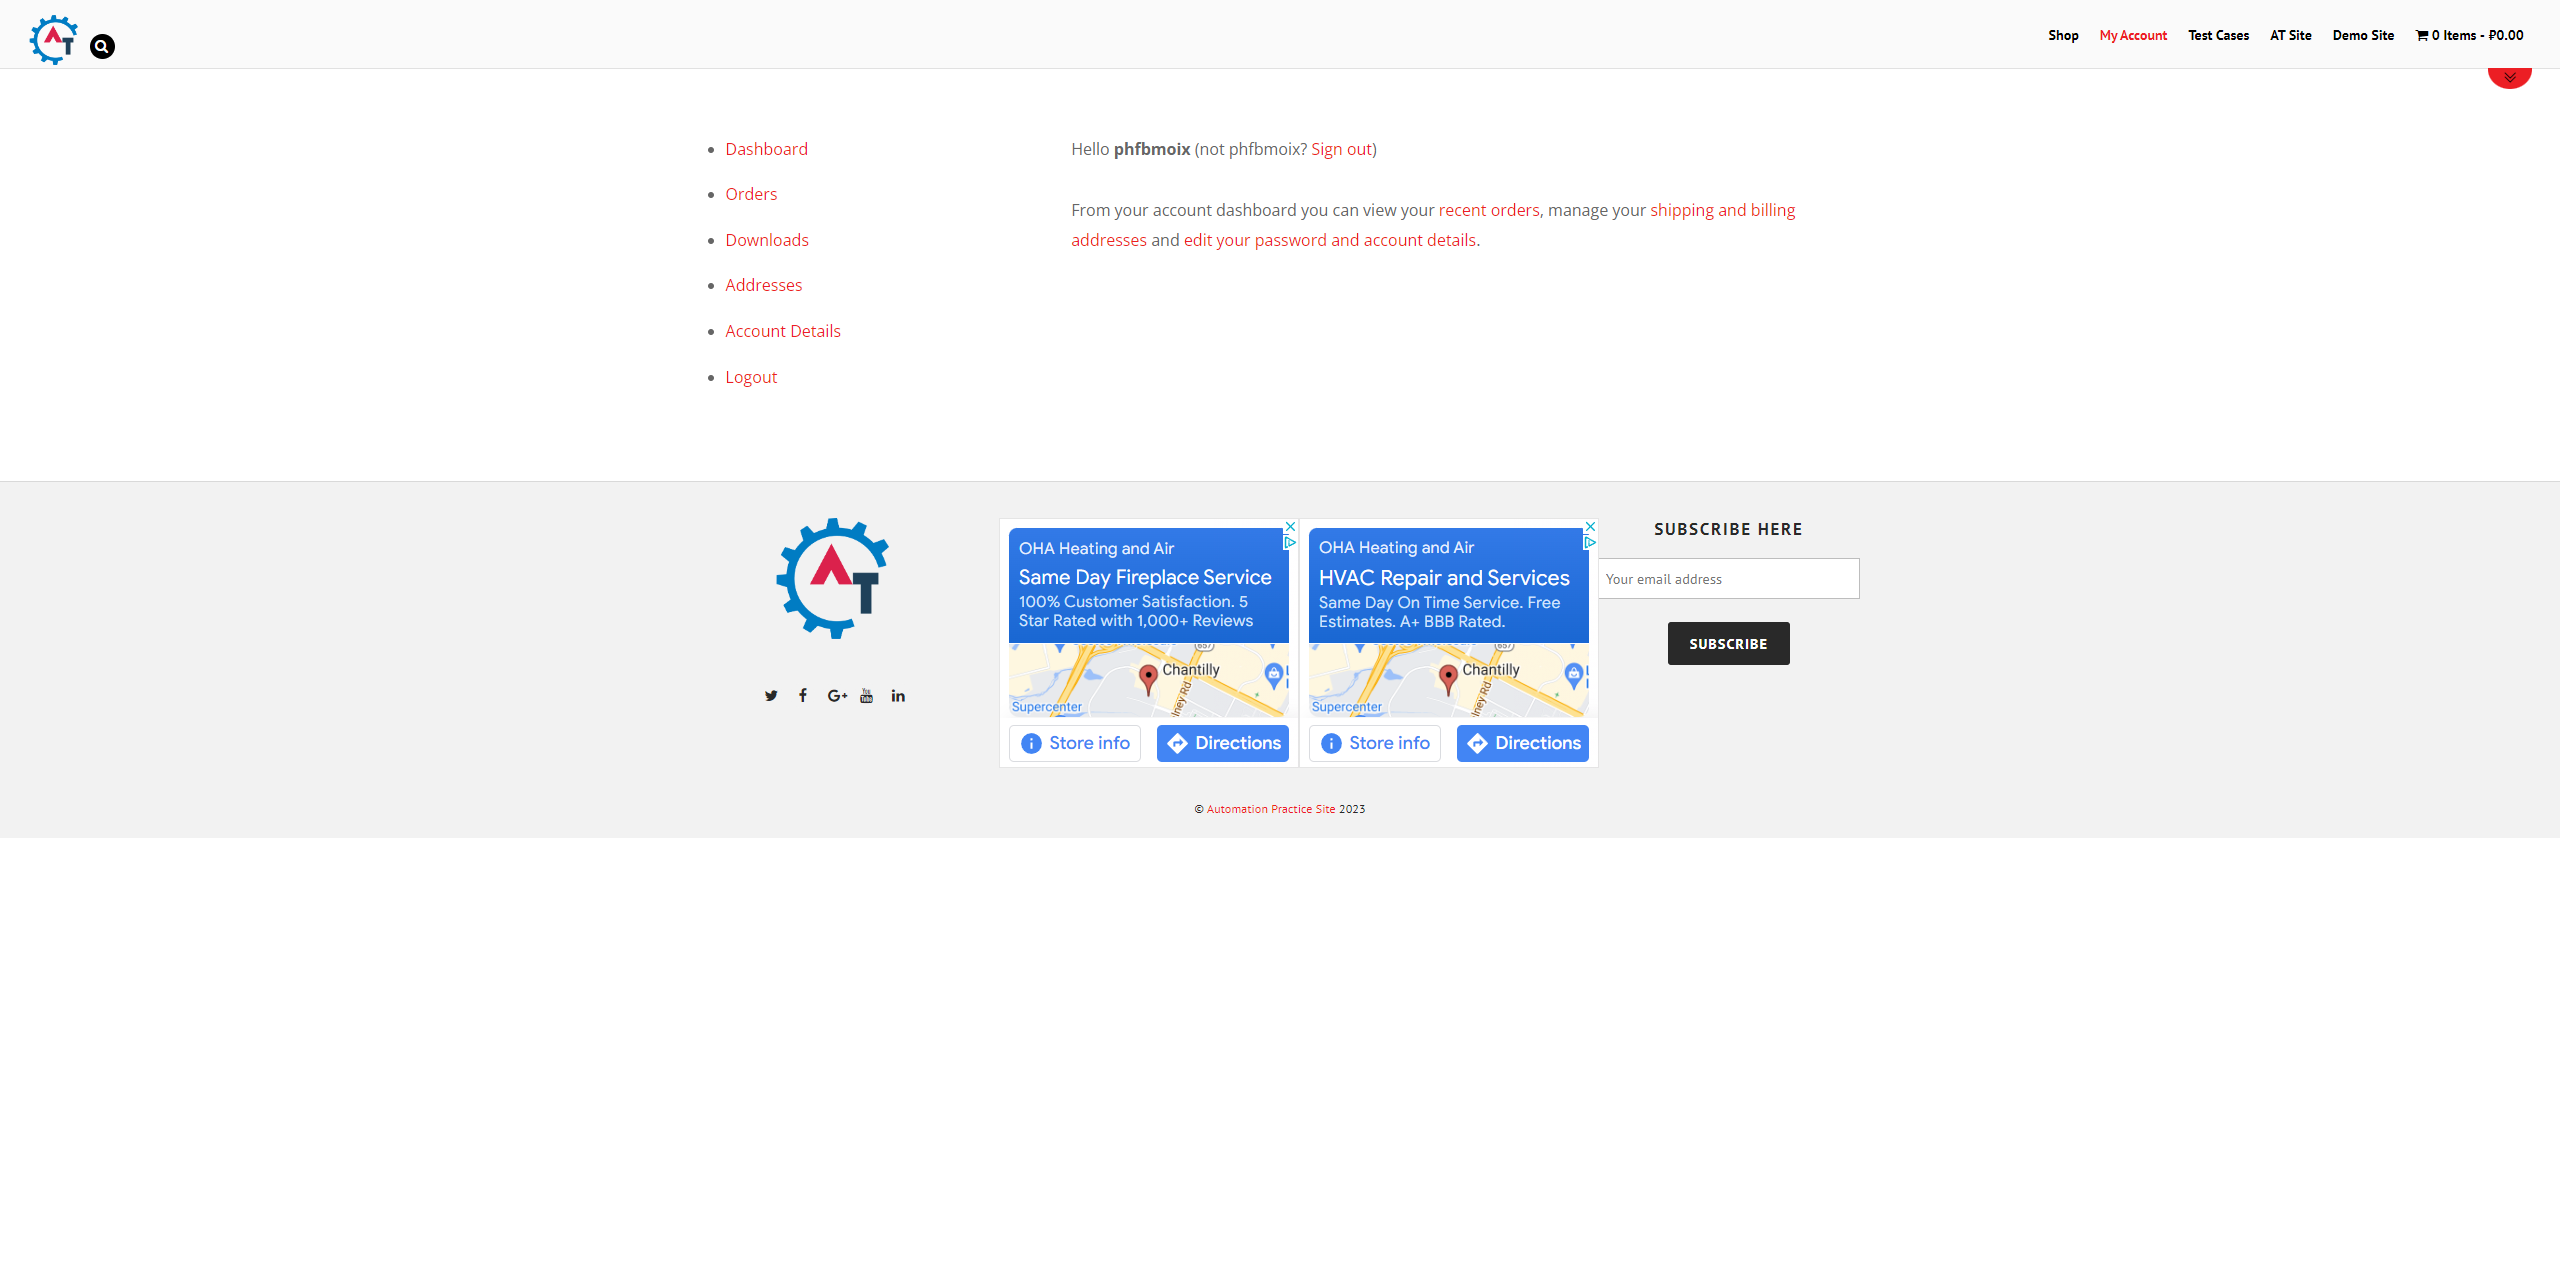 AT
Shop
My Account
Test Cases
AT Site
Demo Site
0 Items - ₽0.00
Dashboard
Orders
Downloads
Addresses
Account Details
Logout
Hello phfbmoix (not phfbmoix? Sign out)
From your account dashboard you can view your recent orders, manage your shipping and billing
addresses and edit your password and account details.
AT
OHA Heating and Air
Same Day Fireplace Service
100% Customer Satisfaction. 5
Star Rated with 1,000+ Reviews
657
Chantilly
Supercenter
Store info
Directions
OHA Heating and Air
HVAC Repair and Services
Same Day On Time Service. Free
Estimates. A+ BBB Rated.
657
Chantilly
Supercenter
Store info
Directions
SUBSCRIBE HERE
Your email address
SUBSCRIBE
© Automation Practice Site 2023